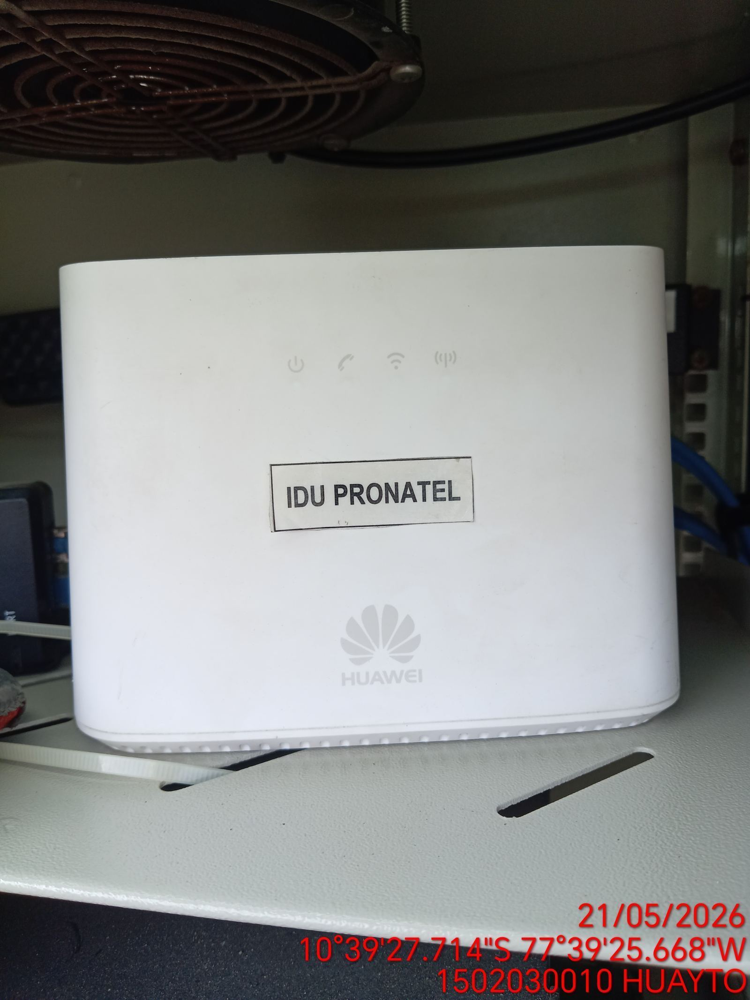 IDU PRONATEL
HUAWEI
21/05/2026
10°39'27.714"S 77°39'25.668"W
1502030010 HUAYTO